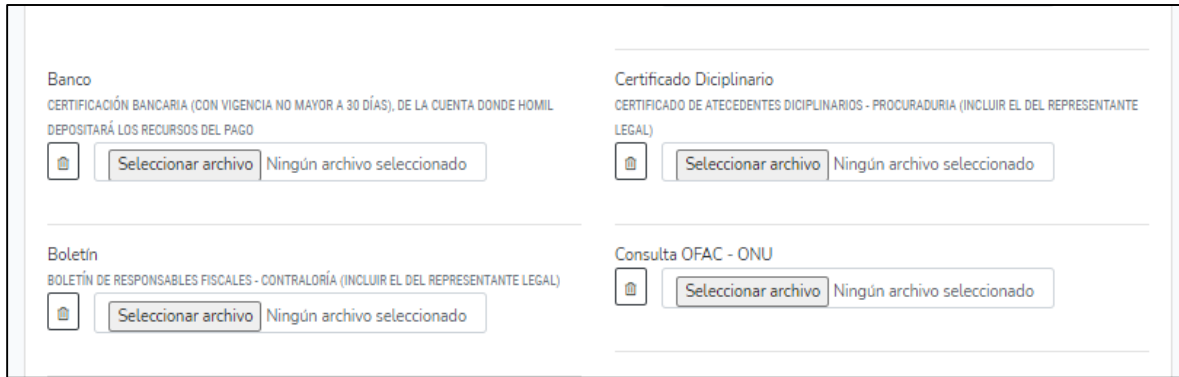 Banco
CERTIFICACIÓN BANCARIA (CON VIGENCIA NO MAYOR A 30 DÍAS), DE LA CUENTA DONDE HOMIL
DEPOSITARÁ LOS RECURSOS DEL PAGO
Seleccionar archivo Ningún archivo seleccionado
Certificado Diciplinario
CERTIFICADO DE ATECEDENTES DICIPLINARIOS - PROCURADURIA (INCLUIR EL DEL REPRESENTANTE
LEGAL)
Seleccionar archivo Ningún archivo seleccionado
Boletín
BOLETÍN DE RESPONSABLES FISCALES - CONTRALORÍA (INCLUIR EL DEL REPRESENTANTE LEGAL)
Seleccionar archivo Ningún archivo seleccionado
Consulta OFAC - ONU
Seleccionar archivo Ningún archivo seleccionado